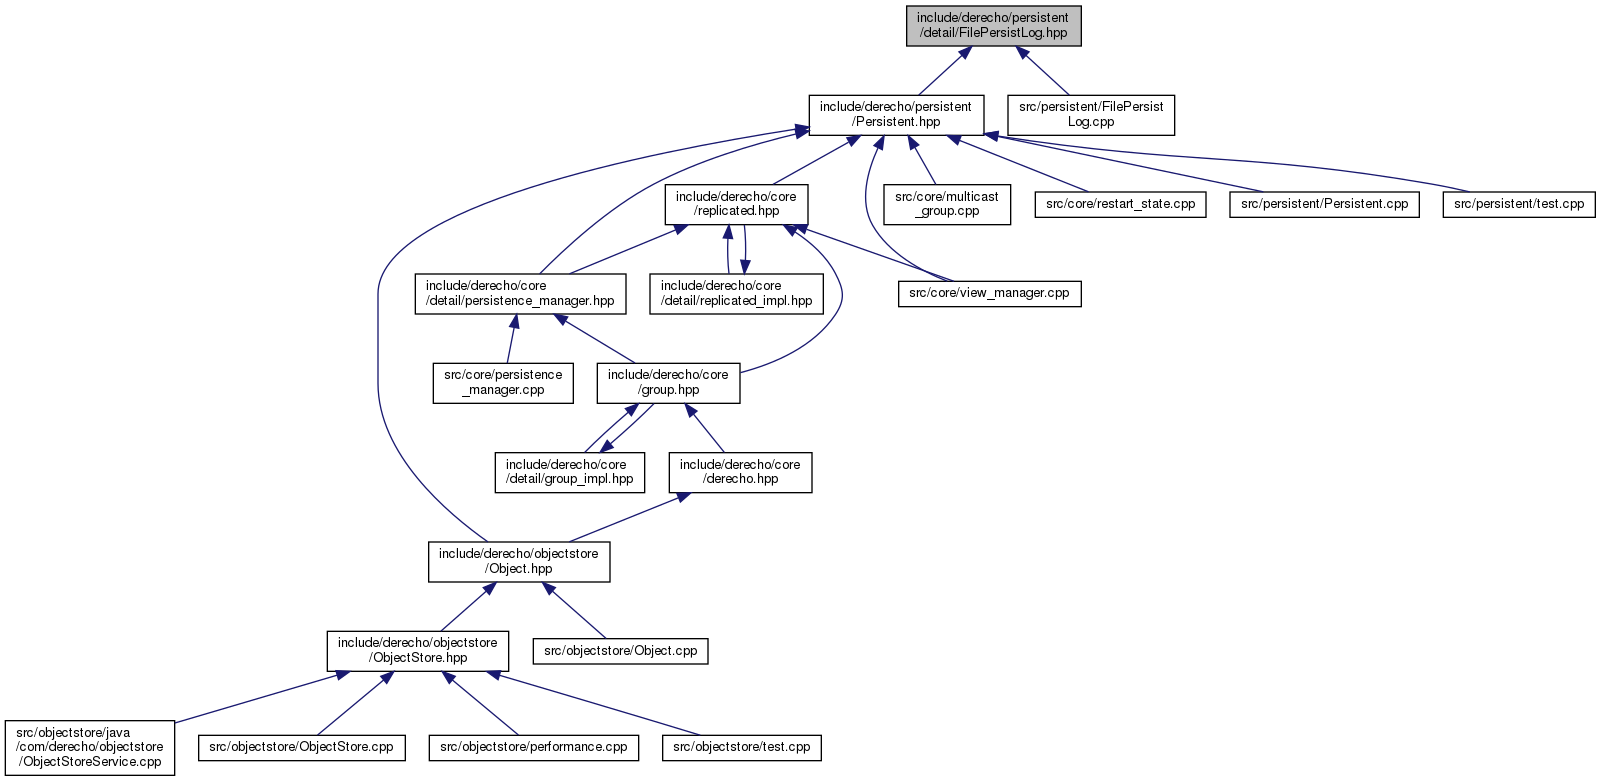 include/derecho/persistent
/detail/FilePersistLog.hpp
include/derecho/persistent
/Persistent.hpp
src/persistent/FilePersist
Log.cpp
include/derecho/core
/replicated.hpp
src/core/multicast
_group.cpp
src/core/restart_state.cpp
src/persistent/Persistent.cpp
src/persistent/test.cpp
include/derecho/core
/detail/persistence_manager.hpp
include/derecho/core
/detail/replicated_impl.hpp
src/core/view_manager.cpp
src/core/persistence
_manager.cpp
include/derecho/core
/group.hpp
include/derecho/core
/detail/group_impl.hpp
include/derecho/core
/derecho.hpp
include/derecho/objectstore
/Object.hpp
include/derecho/objectstore
/ObjectStore.hpp
src/objectstore/Object.cpp
src/objectstore/java
/com/derecho/objectstore
/ObjectStoreService.cpp
src/objectstore/ObjectStore.cpp
src/objectstore/performance.cpp
src/objectstore/test.cpp